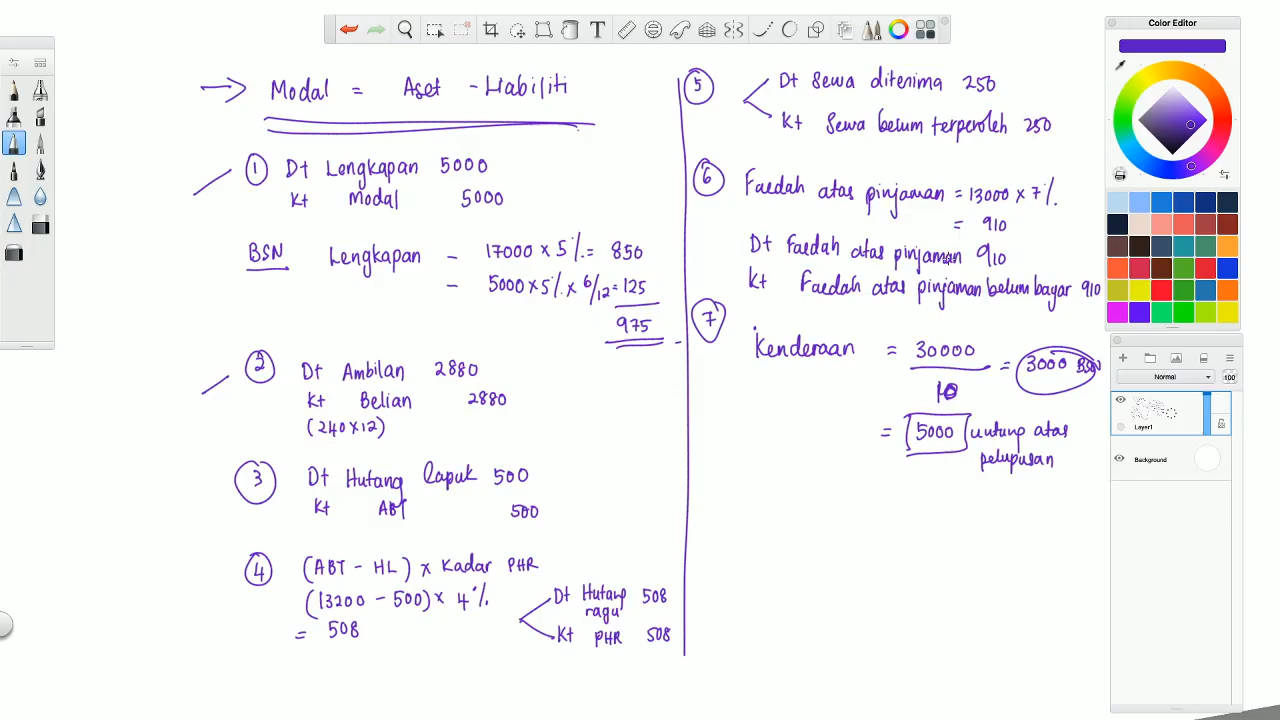 Color Editor
→ Modal = Aset - Liabiliti
① Dt Lengkapan 5000
Kt Modal 5000
BSN Lengkapan - 17000 x 5% = 850
- 5000 x 5% x 6/12 = 125
975
② Dt Ambilan 2880
Kt Belian 2880
(240 x 12)
③ Dt Hutang lapuk 500
Kt ABT 500
④ (ABT - HL) x Kadar PHR
(13200 - 500) x 4%
= 508
Dt Hutang ragu 508
Kt PHR 508
⑤ Dt Sewa diterima 250
Kt Sewa belum terperoleh 250
⑥ Faedah atas pinjaman = 13000 x 7%
= 910
Dt Faedah atas pinjaman 910
Kt Faedah atas pinjaman belum bayar 910
⑦ Kenderaan = 30000 / 10 = 3000 BSN
= 5000 untung atas
pelupusan
Normal
100
Layer1
Background